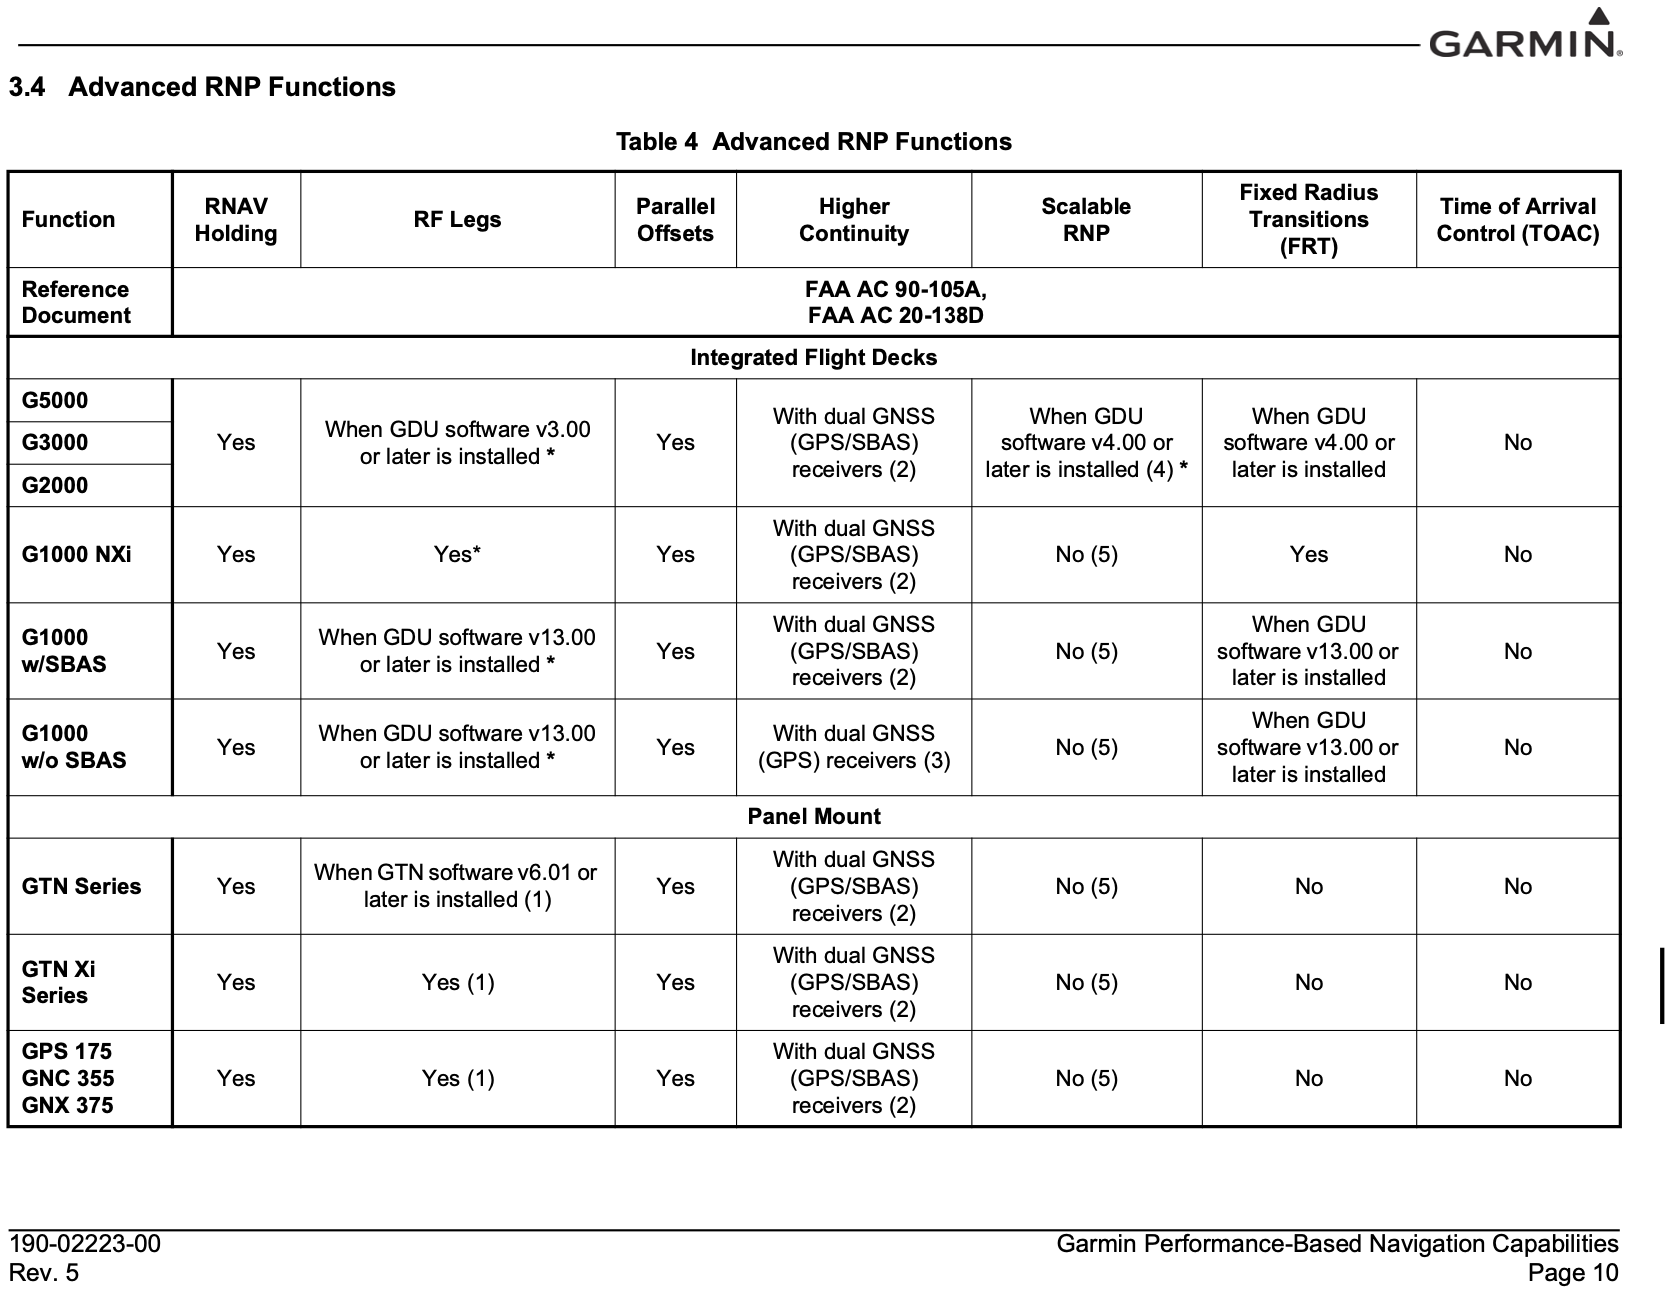 GARMIN
3.4 Advanced RNP Functions
Table 4 Advanced RNP Functions
Function
RNAV
Holding
RF Legs
Parallel
Offsets
Higher
Continuity
Scalable
RNP
Fixed Radius
Transitions
(FRT)
Time of Arrival
Control (TOAC)
Reference
Document
FAA AC 90-105A,
FAA AC 20-138D
Integrated Flight Decks
G5000
G3000
G2000
Yes
When GDU software v3.00
or later is installed *
Yes
With dual GNSS
(GPS/SBAS)
receivers (2)
When GDU
software v4.00 or
later is installed (4) *
When GDU
software v4.00 or
later is installed
No
G1000 NXi
Yes
Yes*
Yes
With dual GNSS
(GPS/SBAS)
receivers (2)
No (5)
Yes
No
G1000
w/SBAS
Yes
When GDU software v13.00
or later is installed *
Yes
With dual GNSS
(GPS/SBAS)
receivers (2)
No (5)
When GDU
software v13.00 or
later is installed
No
G1000
w/o SBAS
Yes
When GDU software v13.00
or later is installed *
Yes
With dual GNSS
(GPS) receivers (3)
No (5)
When GDU
software v13.00 or
later is installed
No
Panel Mount
GTN Series
Yes
When GTN software v6.01 or
later is installed (1)
Yes
With dual GNSS
(GPS/SBAS)
receivers (2)
No (5)
No
No
GTN Xi
Series
Yes
Yes (1)
Yes
With dual GNSS
(GPS/SBAS)
receivers (2)
No (5)
No
No
GPS 175
GNC 355
GNX 375
Yes
Yes (1)
Yes
With dual GNSS
(GPS/SBAS)
receivers (2)
No (5)
No
No
190-02223-00
Garmin Performance-Based Navigation Capabilities
Rev. 5
Page 10